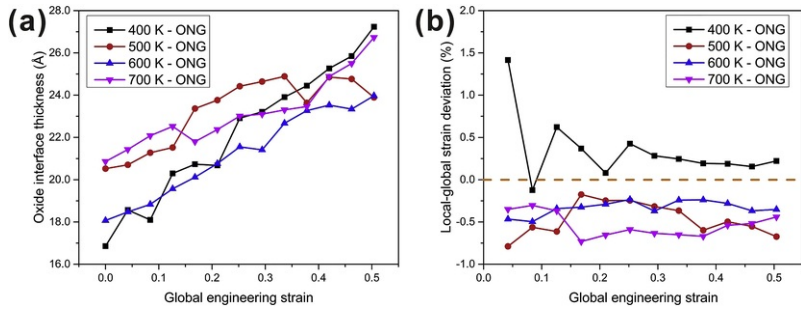 (a)
400 K - ONG
500 K - ONG
600 K - ONG
700 K - ONG
Oxide interface thickness (Å)
28.0
26.0
24.0
22.0
20.0
18.0
16.0
0.0
0.1
0.2
0.3
0.4
0.5
Global engineering strain
(b)
400 K - ONG
500 K - ONG
600 K - ONG
700 K - ONG
Local-global strain deviation (%)
2.0
1.5
1.0
0.5
0.0
-0.5
-1.0
0.0
0.1
0.2
0.3
0.4
0.5
Global engineering strain